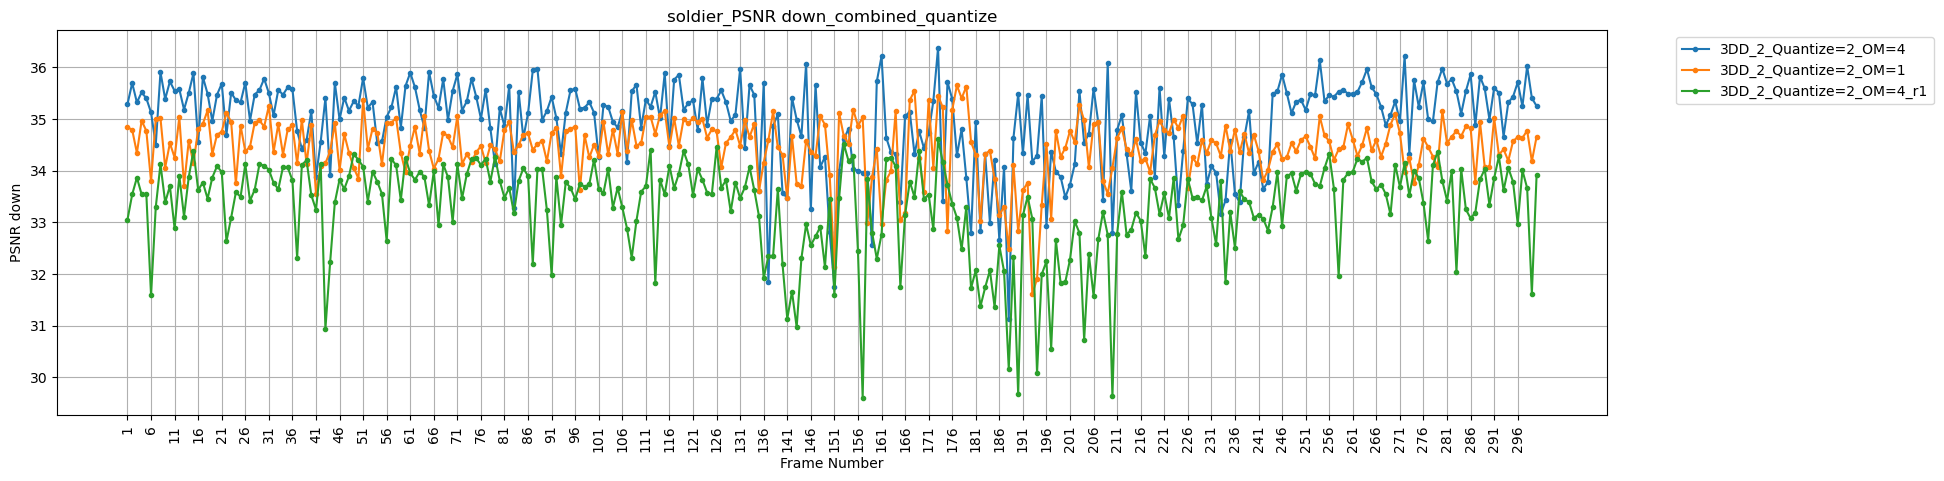 soldier_PSNR down_combined_quantize
3DD_2_Quantize=2_OM=4
3DD_2_Quantize=2_OM=1
3DD_2_Quantize=2_OM=4_r1
PSNR down
36
35
34
33
32
31
30
1 6 11 16 21 26 31 36 41 46 51 56 61 66 71 76 81 86 91 96 101 106 111 116 121 126 131 136 141 146 151 156 161 166 171 176 181 186 191 196 201 206 211 216 221 226 231 236 241 246 251 256 261 266 271 276 281 286 291 296
Frame Number